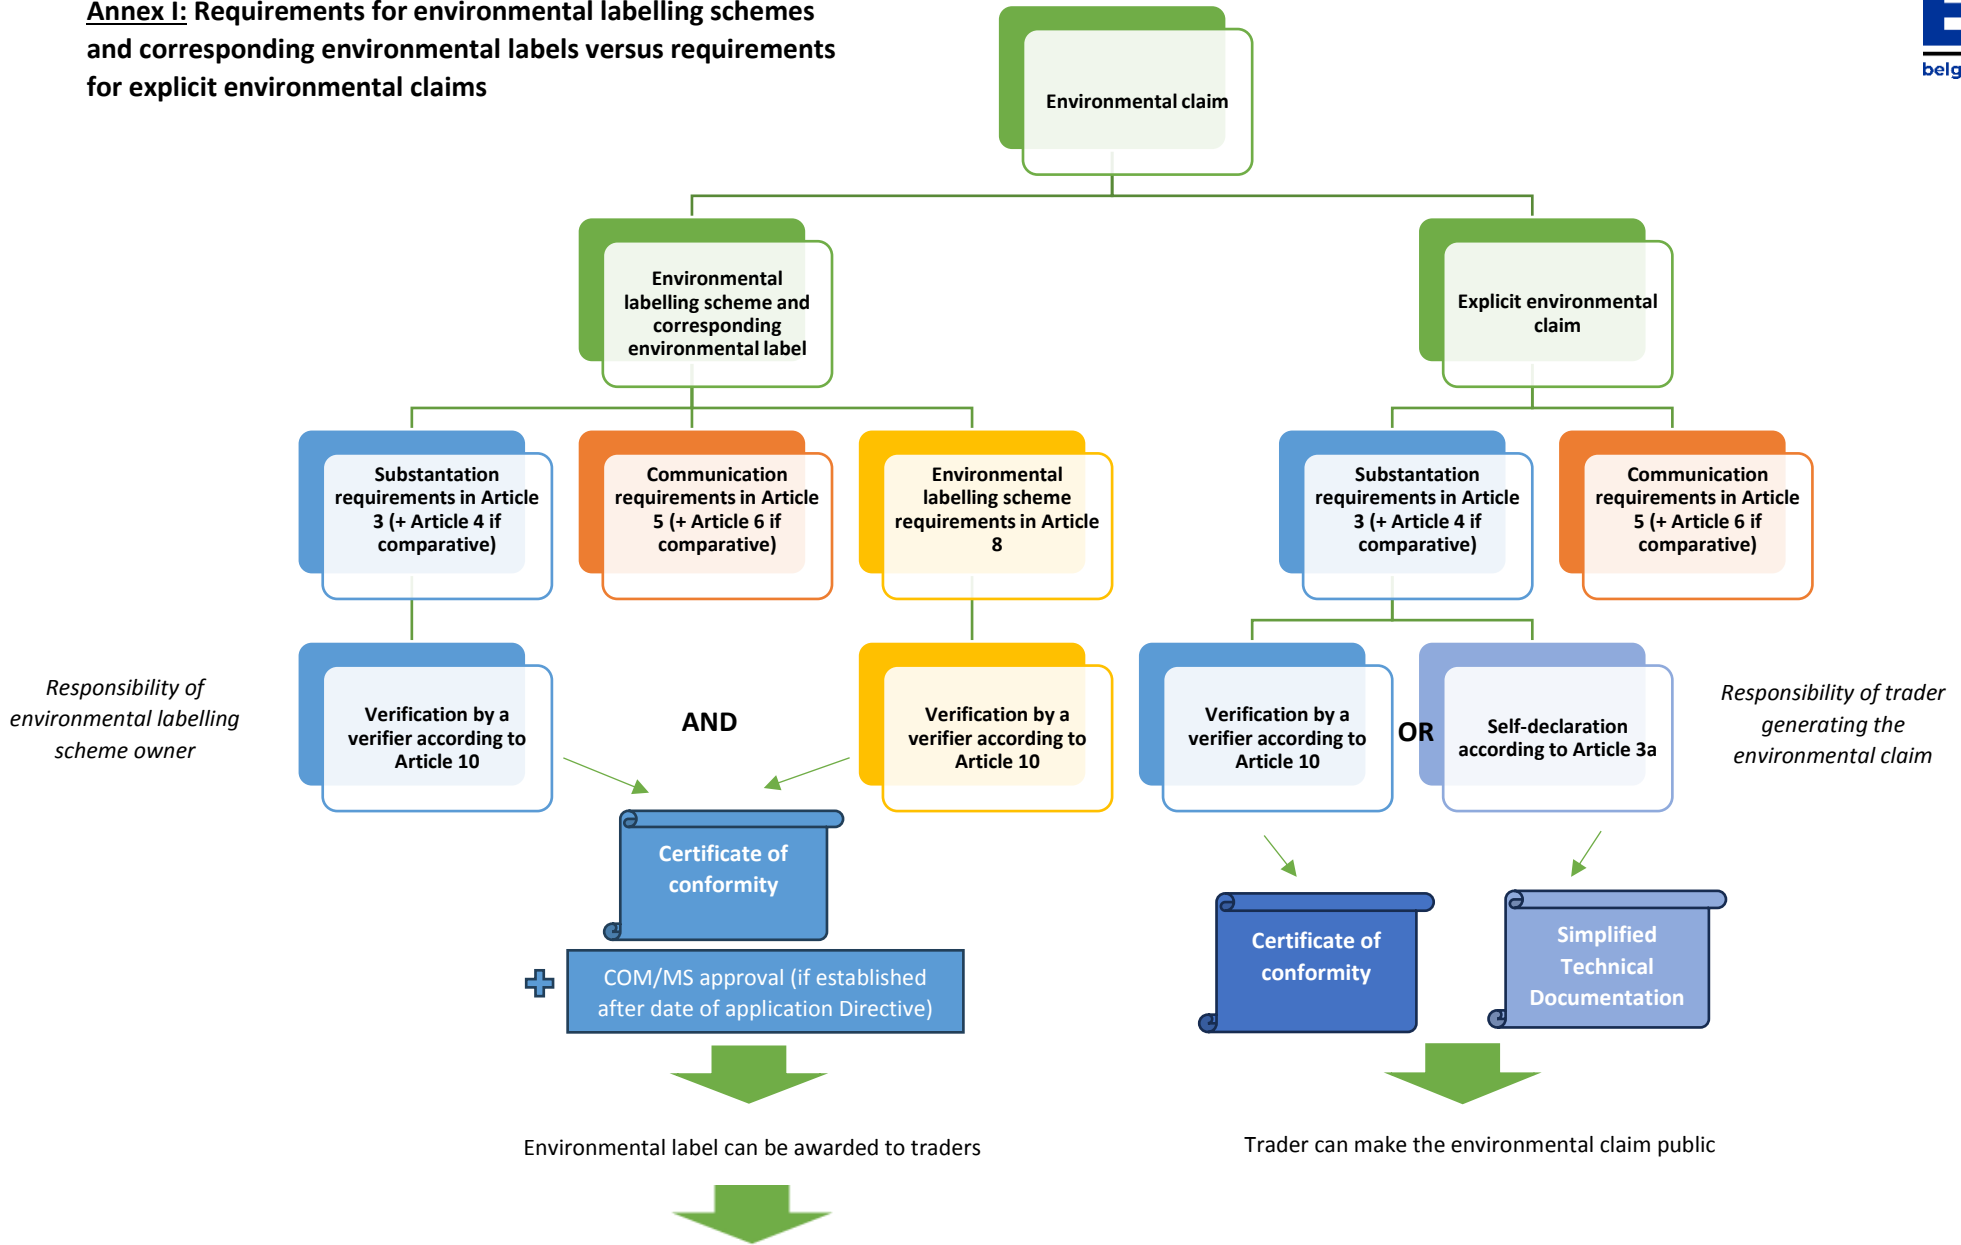 Annex I: Requirements for environmental labelling schemes
and corresponding environmental labels versus requirements
for explicit environmental claims
belg
Environmental claim
Environmental
labelling scheme and
corresponding
environmental label
Explicit environmental
claim
Substantation
requirements in Article
3 (+ Article 4 if
comparative)
Communication
requirements in Article
5 (+ Article 6 if
comparative)
Environmental
labelling scheme
requirements in Article
8
Substantation
requirements in Article
3 (+ Article 4 if
comparative)
Communication
requirements in Article
5 (+ Article 6 if
comparative)
Responsibility of
environmental labelling
scheme owner
Verification by a
verifier according to
Article 10
AND
Verification by a
verifier according to
Article 10
Verification by a
verifier according to
Article 10
OR
Self-declaration
according to Article 3a
Responsibility of trader
generating the
environmental claim
Certificate of
conformity
COM/MS approval (if established
after date of application Directive)
Certificate of
conformity
Simplified
Technical
Documentation
Environmental label can be awarded to traders
Trader can make the environmental claim public